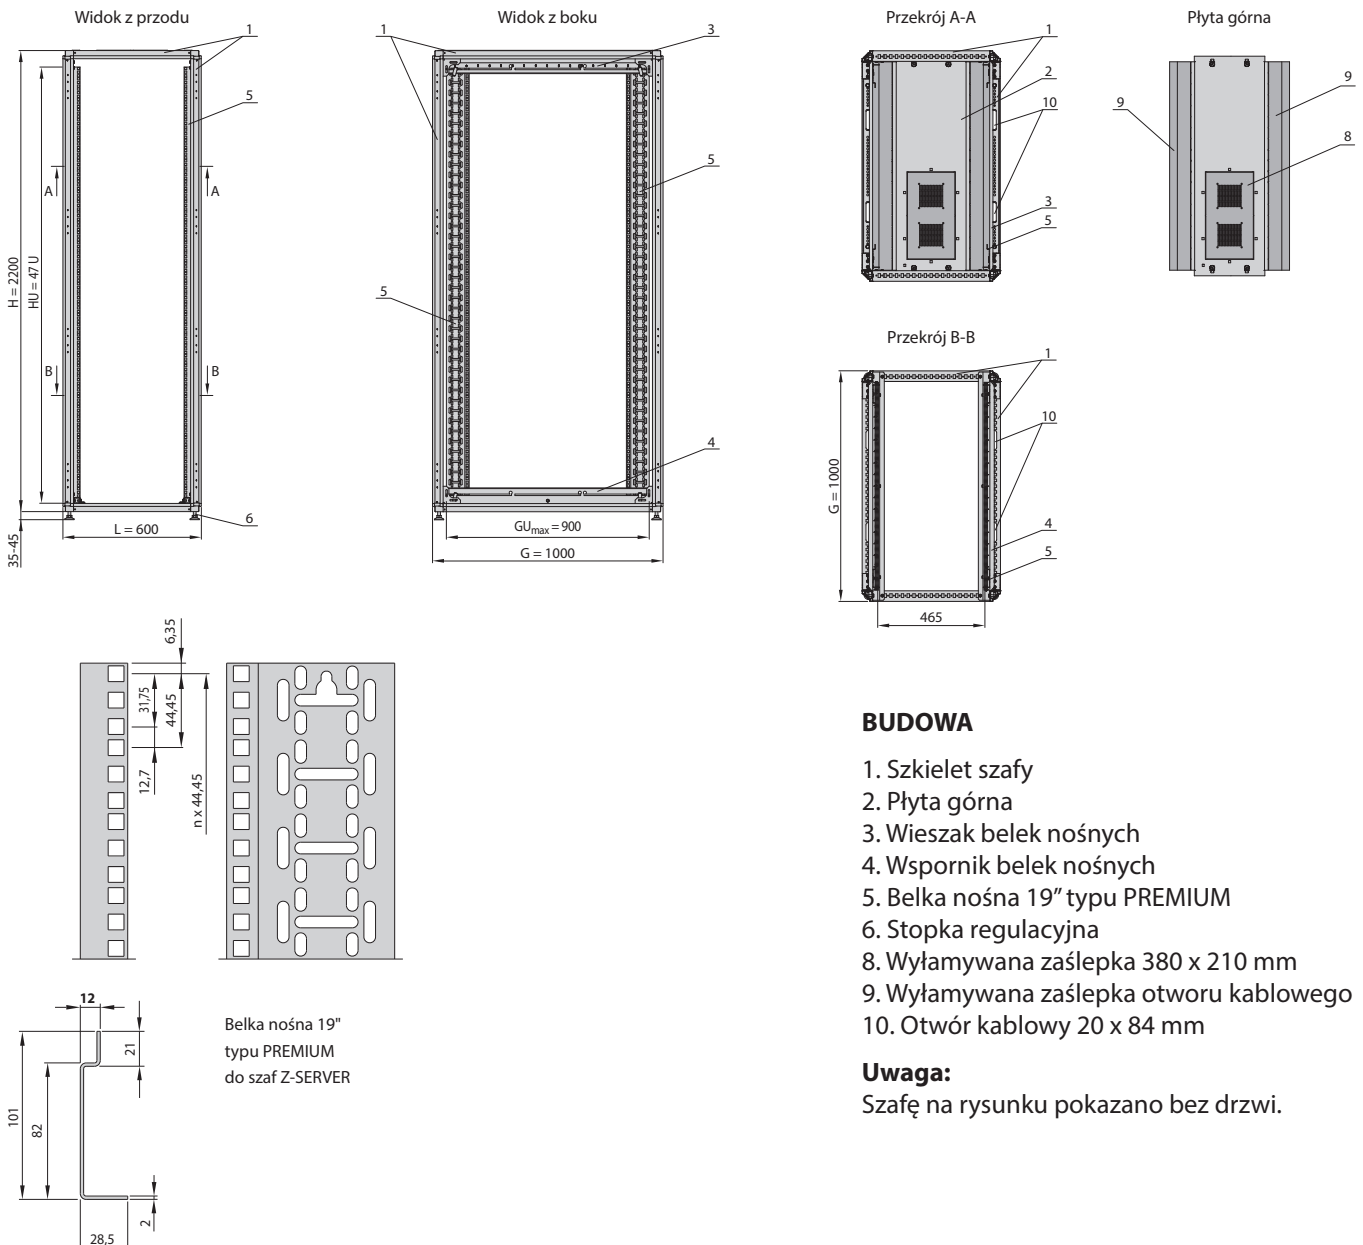 Widok z przodu
Widok z boku
Przekrój A-A
Płyta górna
1
5
A
A
B
B
H = 2200
HU = 47 U
35-45
L = 600
6
1
3
5
5
4
GUmax = 900
G = 1000
1
2
10
3
5
9
9
8
Przekrój B-B
1
10
4
5
G = 1000
465
6,35
31,75
44,45
12,7
n x 44,45
12
21
101
82
2
28,5
Belka nośna 19"
typu PREMIUM
do szaf Z-SERVER
BUDOWA
1. Szkielet szafy
2. Płyta górna
3. Wieszak belek nośnych
4. Wspornik belek nośnych
5. Belka nośna 19” typu PREMIUM
6. Stopka regulacyjna
8. Wyłamywana zaślepka 380 x 210 mm
9. Wyłamywana zaślepka otworu kablowego
10. Otwór kablowy 20 x 84 mm
Uwaga:
Szafę na rysunku pokazano bez drzwi.